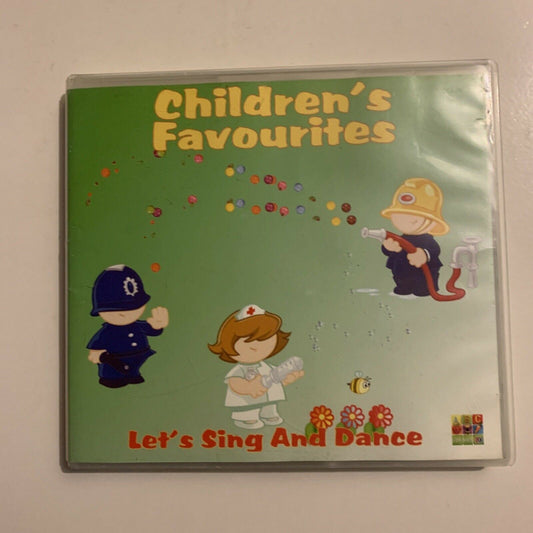 Children's
Favourites
Let's Sing And Dance